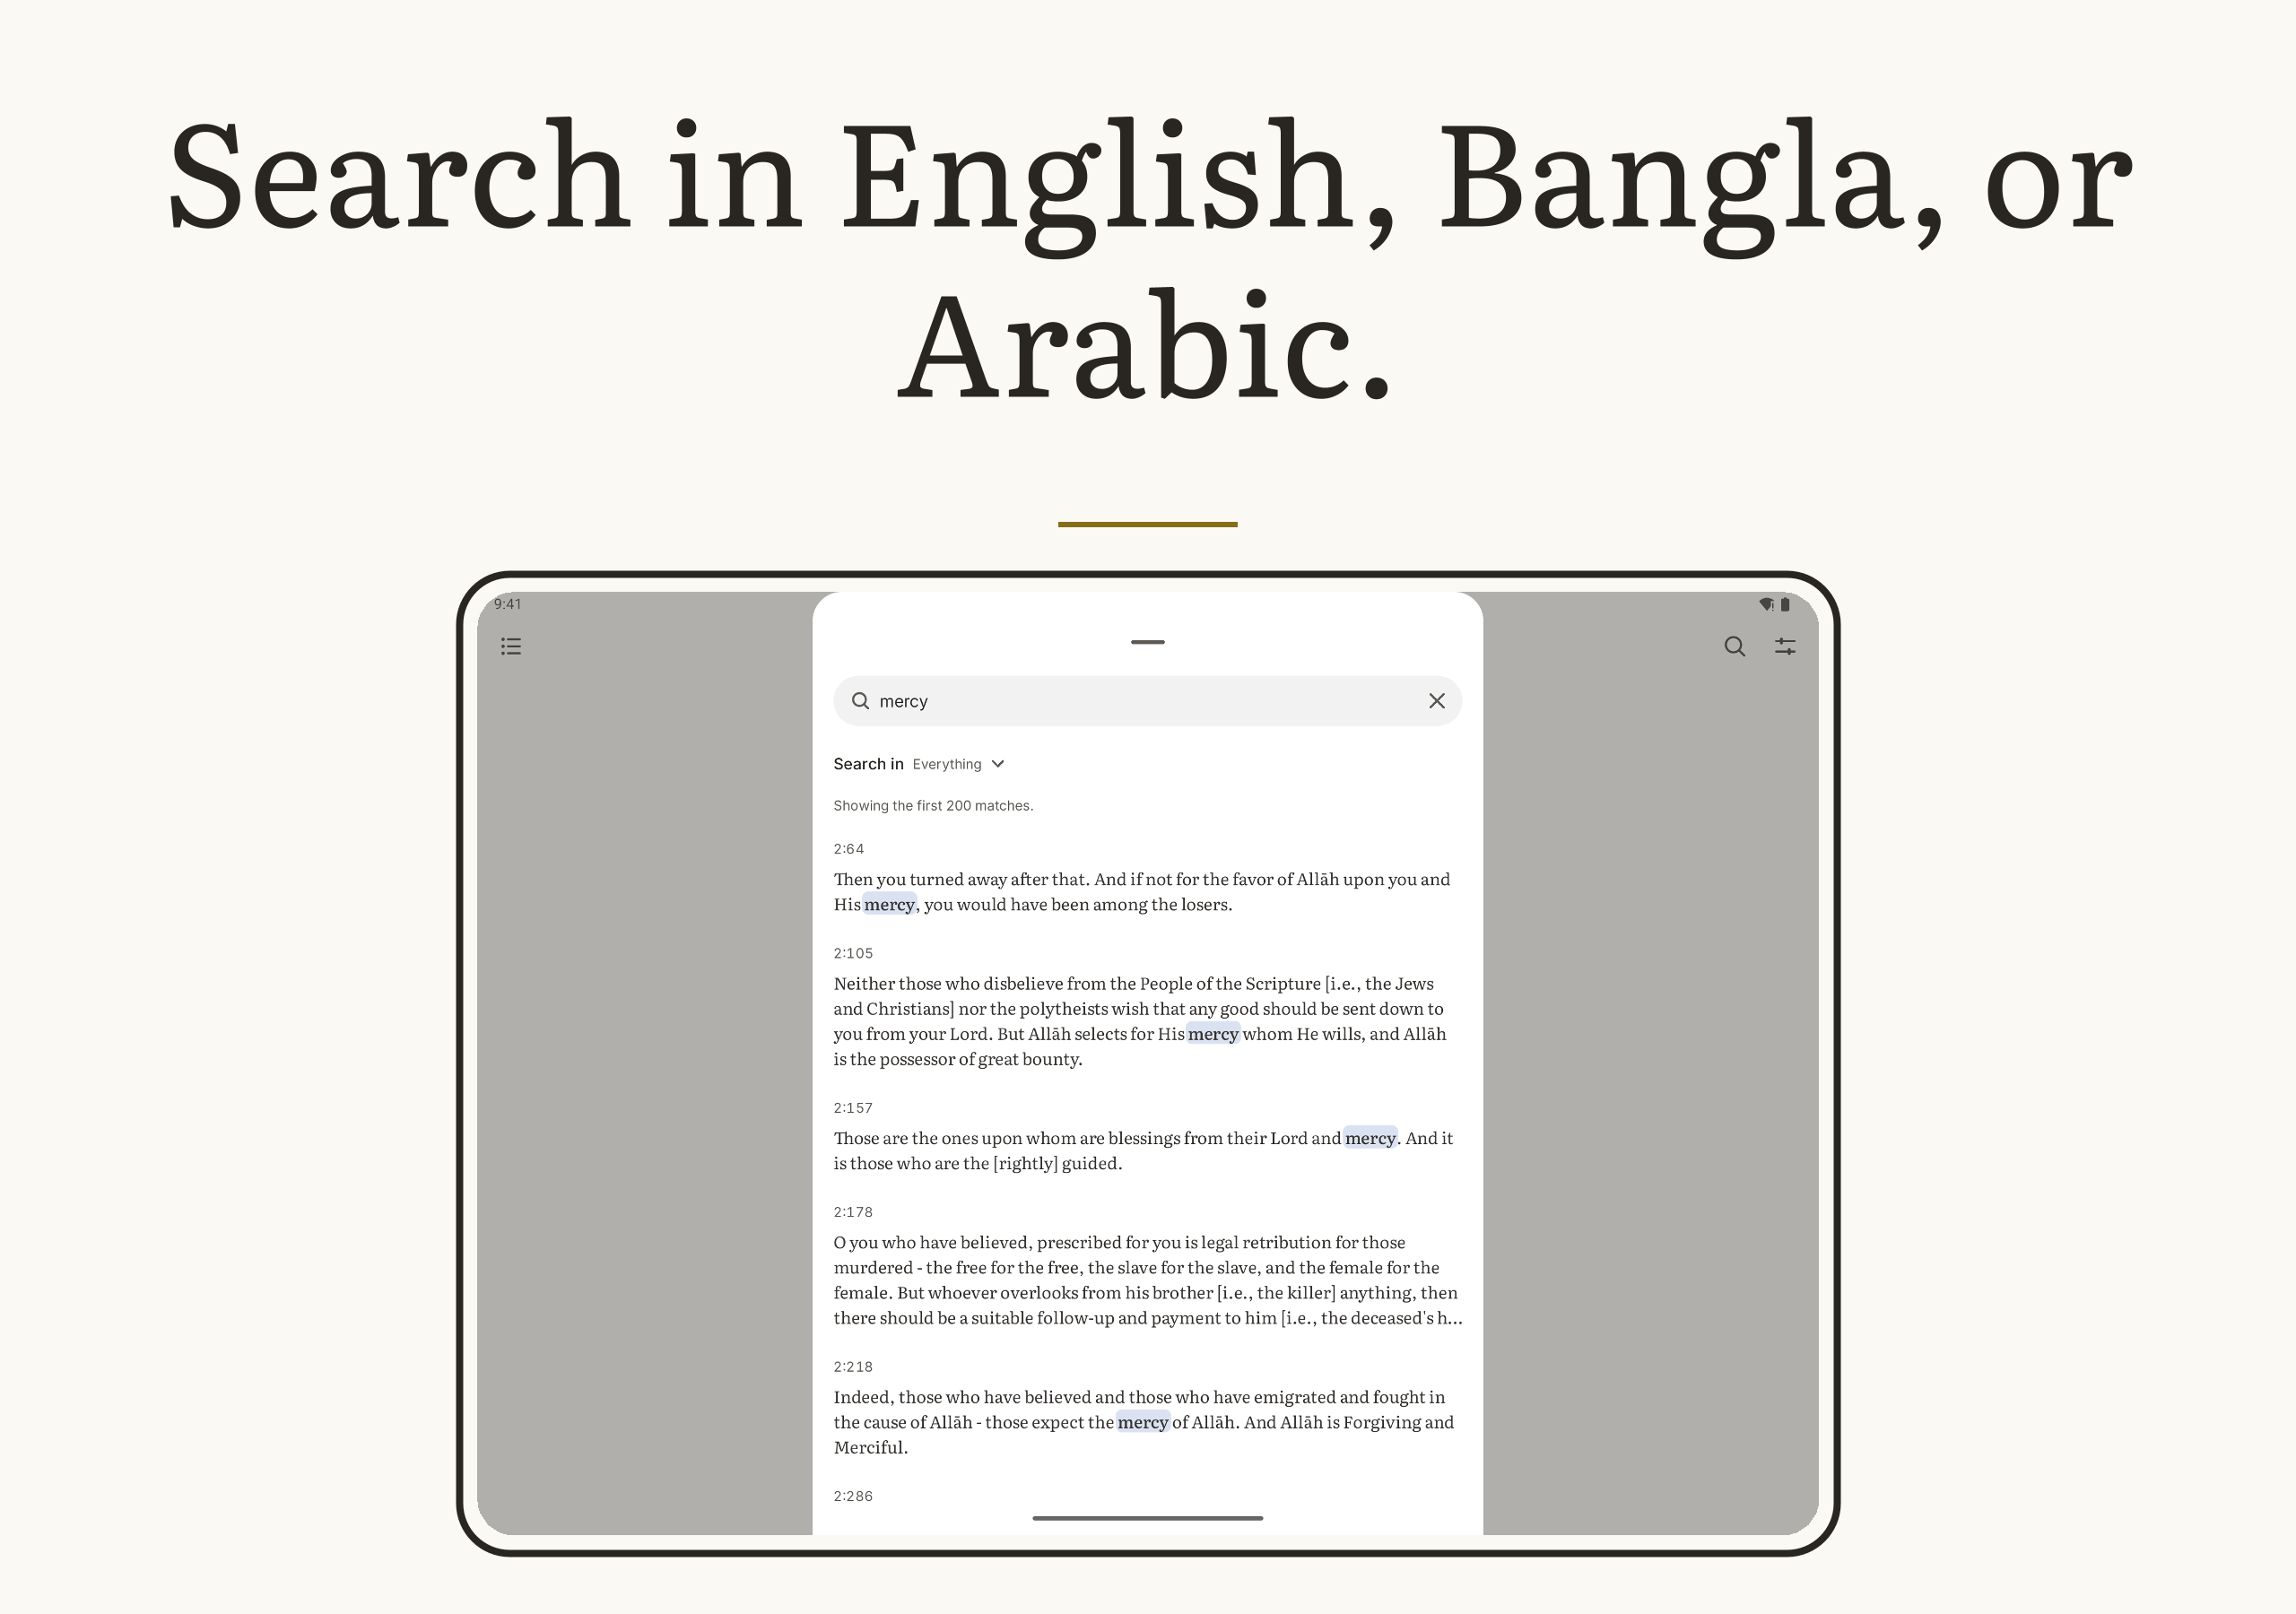 Search in English, Bangla, or
Arabic.
9:41
mercy
Search in Everything
Showing the first 200 matches.
2:64
Then you turned away after that. And if not for the favor of Allāh upon you and
His mercy, you would have been among the losers.
2:105
Neither those who disbelieve from the People of the Scripture [i.e., the Jews
and Christians] nor the polytheists wish that any good should be sent down to
you from your Lord. But Allāh selects for His mercy whom He wills, and Allāh
is the possessor of great bounty.
2:157
Those are the ones upon whom are blessings from their Lord and mercy. And it
is those who are the [rightly] guided.
2:178
O you who have believed, prescribed for you is legal retribution for those
murdered - the free for the free, the slave for the slave, and the female for the
female. But whoever overlooks from his brother [i.e., the killer] anything, then
there should be a suitable follow-up and payment to him [i.e., the deceased's h...
2:218
Indeed, those who have believed and those who have emigrated and fought in
the cause of Allāh - those expect the mercy of Allāh. And Allāh is Forgiving and
Merciful.
2:286